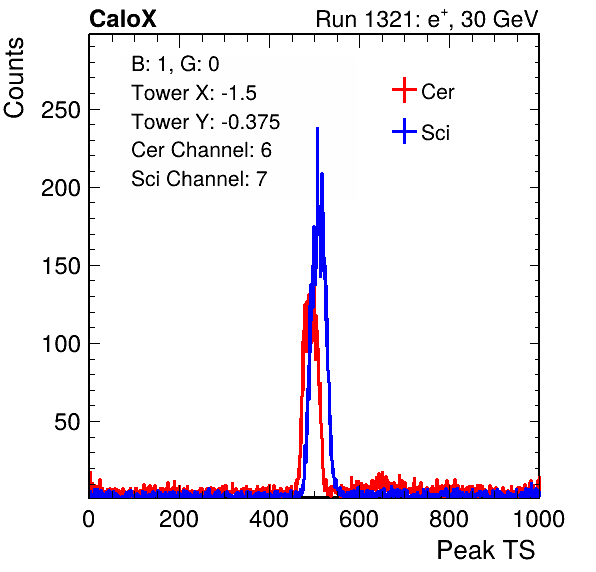 CaloX Run 1321: e⁺, 30 GeV
Counts
B: 1, G: 0
Tower X: -1.5
Tower Y: -0.375
Cer Channel: 6
Sci Channel: 7
Cer
Sci
250
200
150
100
50
0 200 400 600 800 1000
Peak TS